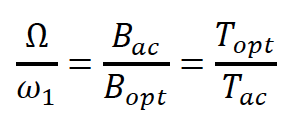 Ω/ω₁ = B_ac/B_opt = T_opt/T_ac